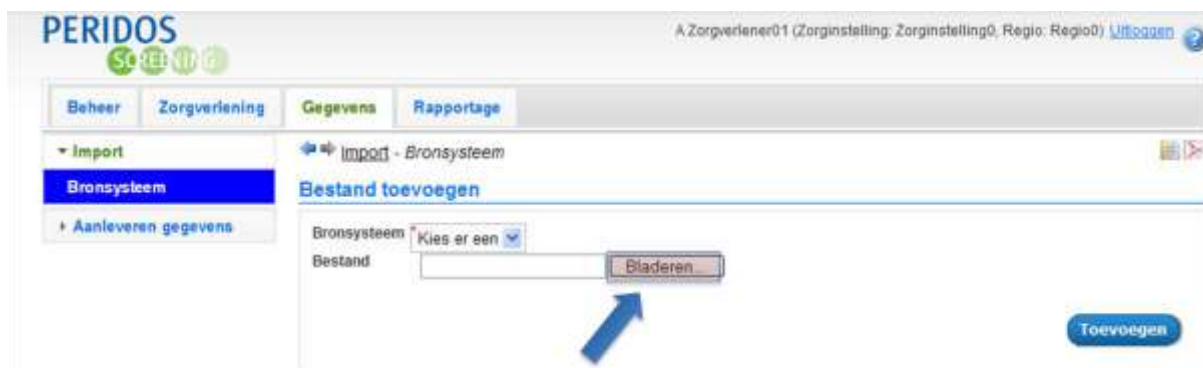 PERIDOS
SCREENING
A Zorgverlener01 (Zorginstelling: Zorginstelling0, Regio: Regio0) Uitloggen
Beheer Zorgverlening Gegevens Rapportage
Import
Import - Bronsysteem
Bronsysteem
Bestand toevoegen
Aanleveren gegevens
Bronsysteem * Kies er een
Bestand Bladeren...
Toevoegen